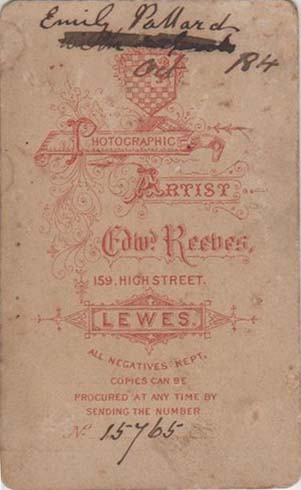 Emily Pallard
Oct 184
PHOTOGRAPHIC
ARTIST
Edwd. Reeves,
159, HIGH STREET.
LEWES.
ALL NEGATIVES KEPT,
COPIES CAN BE
PROCURED AT ANY TIME BY
SENDING THE NUMBER
No 15765